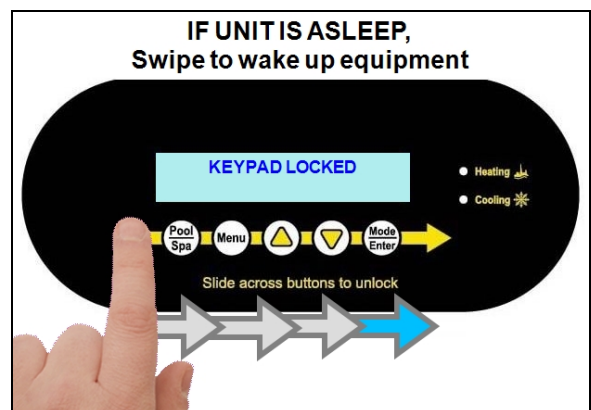 IF UNIT IS ASLEEP,
Swipe to wake up equipment
KEYPAD LOCKED
Heating
Cooling
Pool
Spa
Menu
Mode
Enter
Slide across buttons to unlock